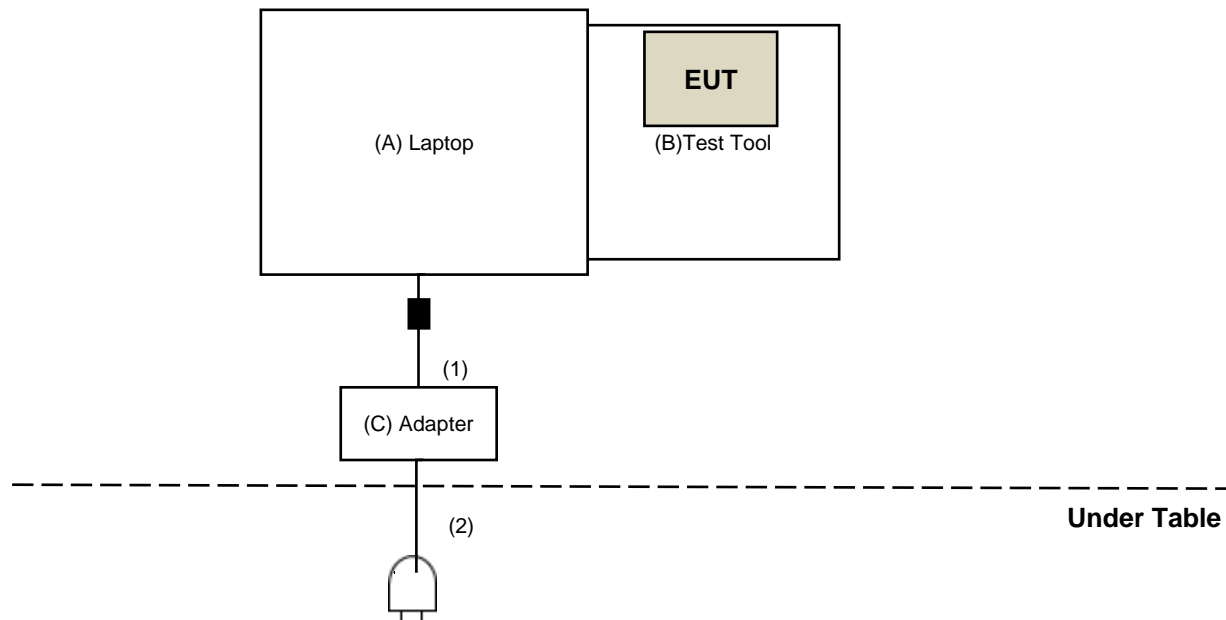 EUT
(A) Laptop
(B)Test Tool
(1)
(C) Adapter
Under Table
(2)